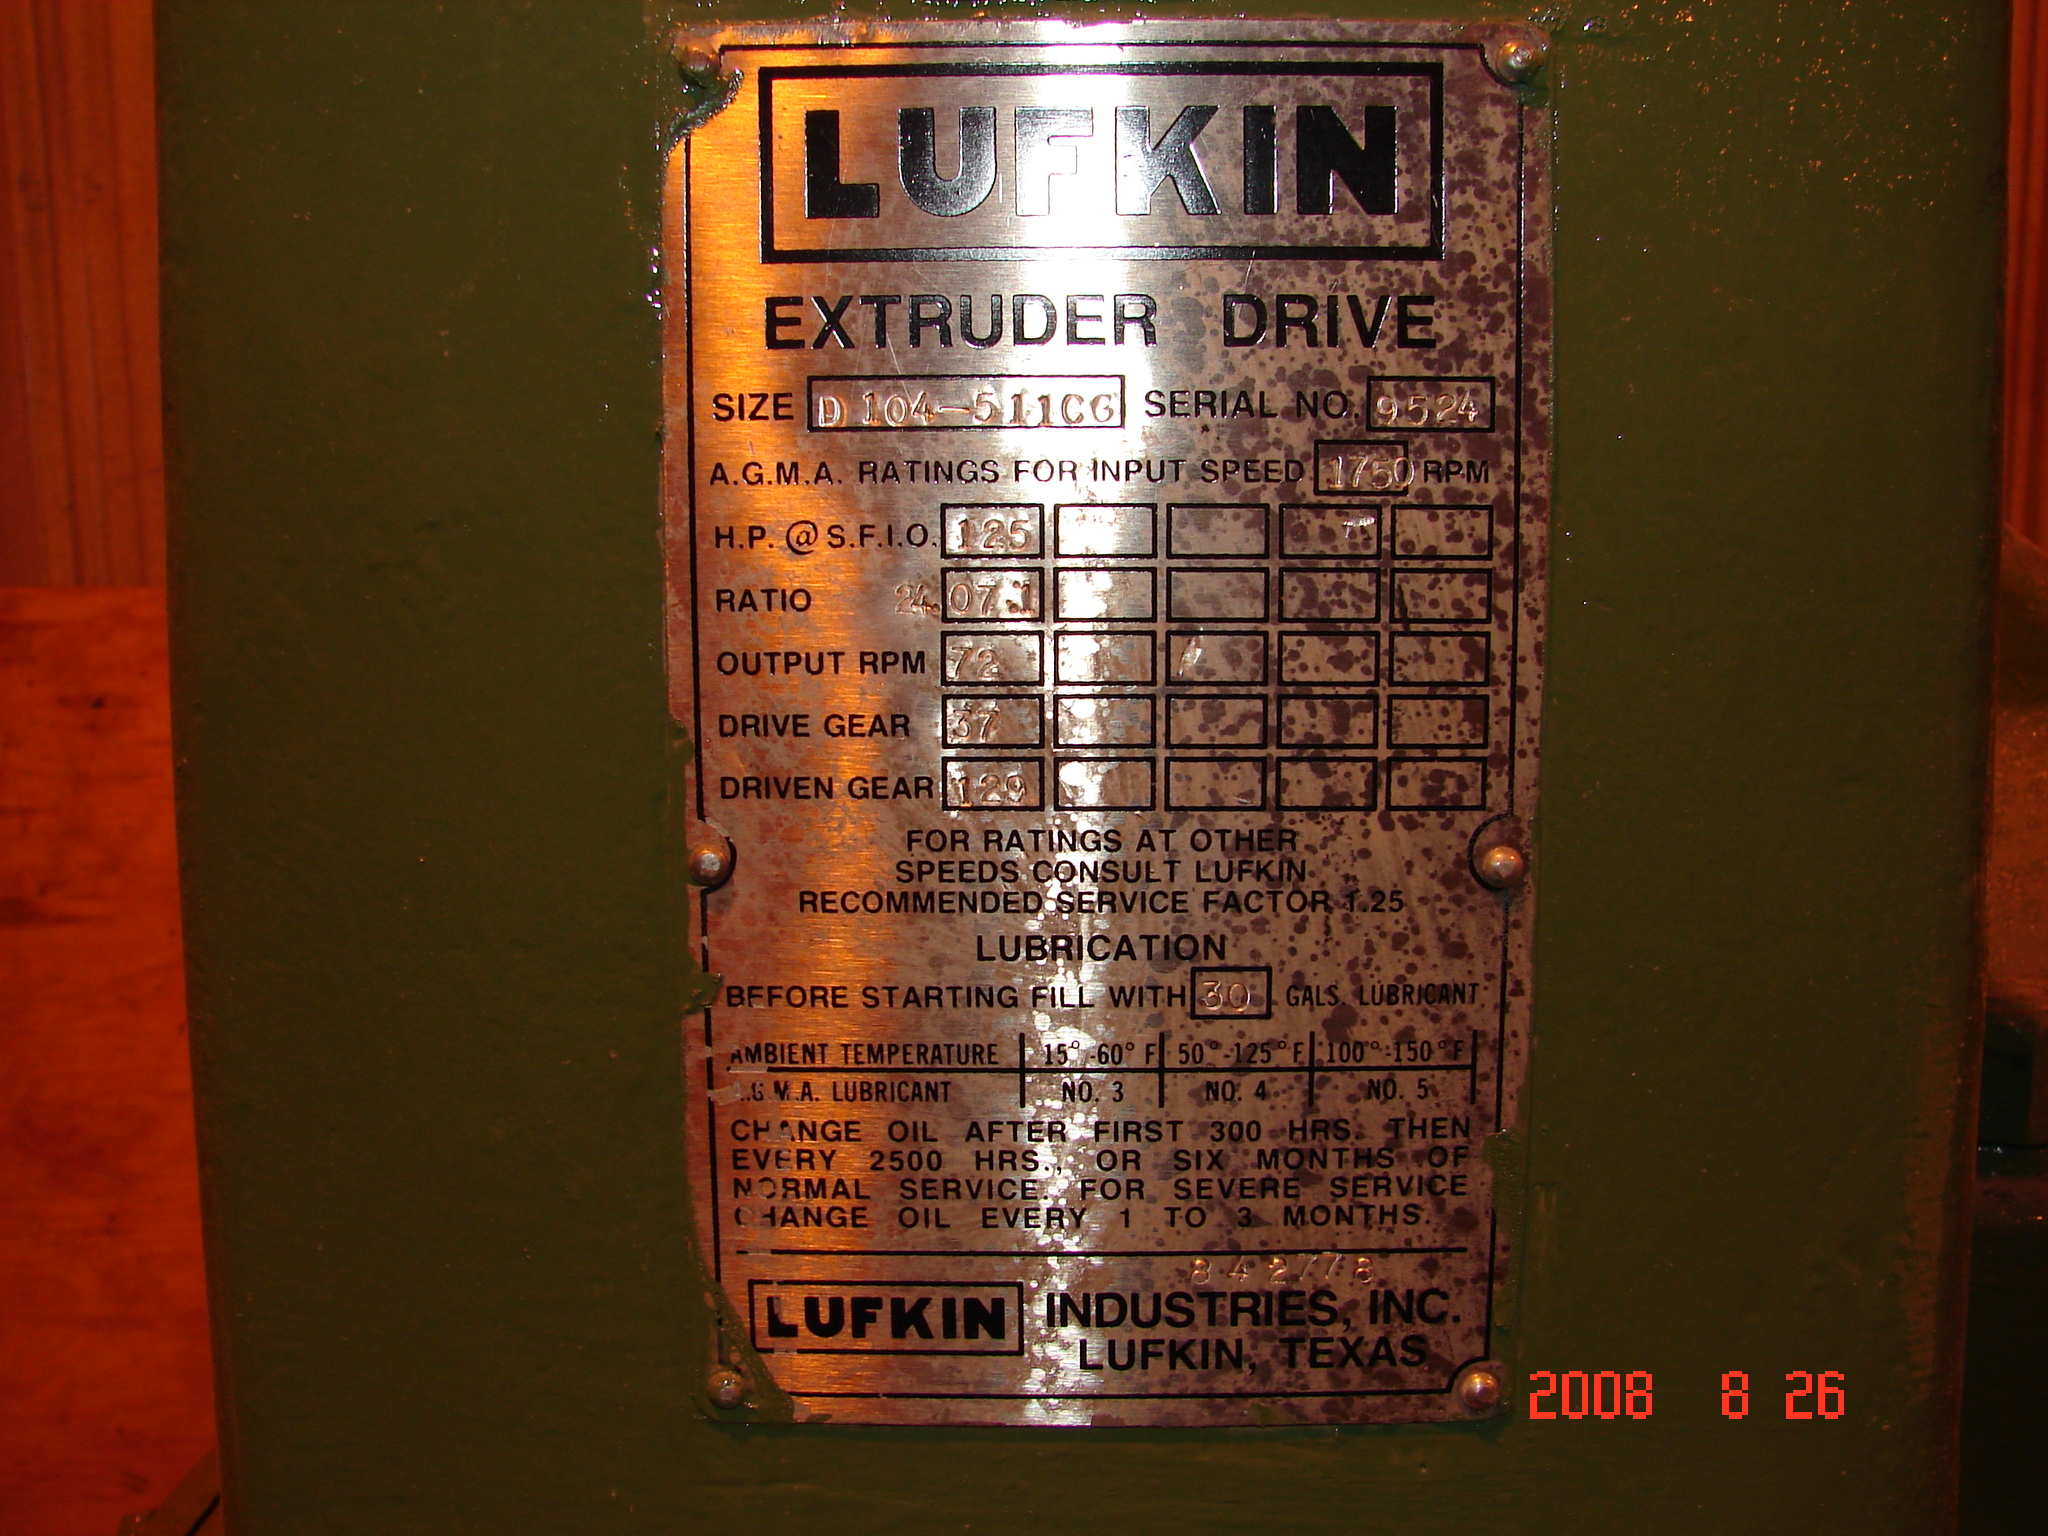 LUFKIN
EXTRUDER DRIVE
SIZE D 104-511CG SERIAL NO. 9524
A.G.M.A. RATINGS FOR INPUT SPEED 1750 RPM
H.P. @ S.F.I.O. 125
RATIO 24.07:1
OUTPUT RPM 72
DRIVE GEAR 37
DRIVEN GEAR 129
FOR RATINGS AT OTHER
SPEEDS CONSULT LUFKIN
RECOMMENDED SERVICE FACTOR 1.25
LUBRICATION
BEFORE STARTING FILL WITH 30 GALS. LUBRICANT
AMBIENT TEMPERATURE 15°-60° F 50°-125° F 100°-150° F
A.G.M.A. LUBRICANT NO. 3 NO. 4 NO. 5
CHANGE OIL AFTER FIRST 300 HRS. THEN
EVERY 2500 HRS., OR SIX MONTHS OF
NORMAL SERVICE. FOR SEVERE SERVICE
CHANGE OIL EVERY 1 TO 3 MONTHS.
842778
LUFKIN INDUSTRIES, INC.
LUFKIN, TEXAS
2008 8 26